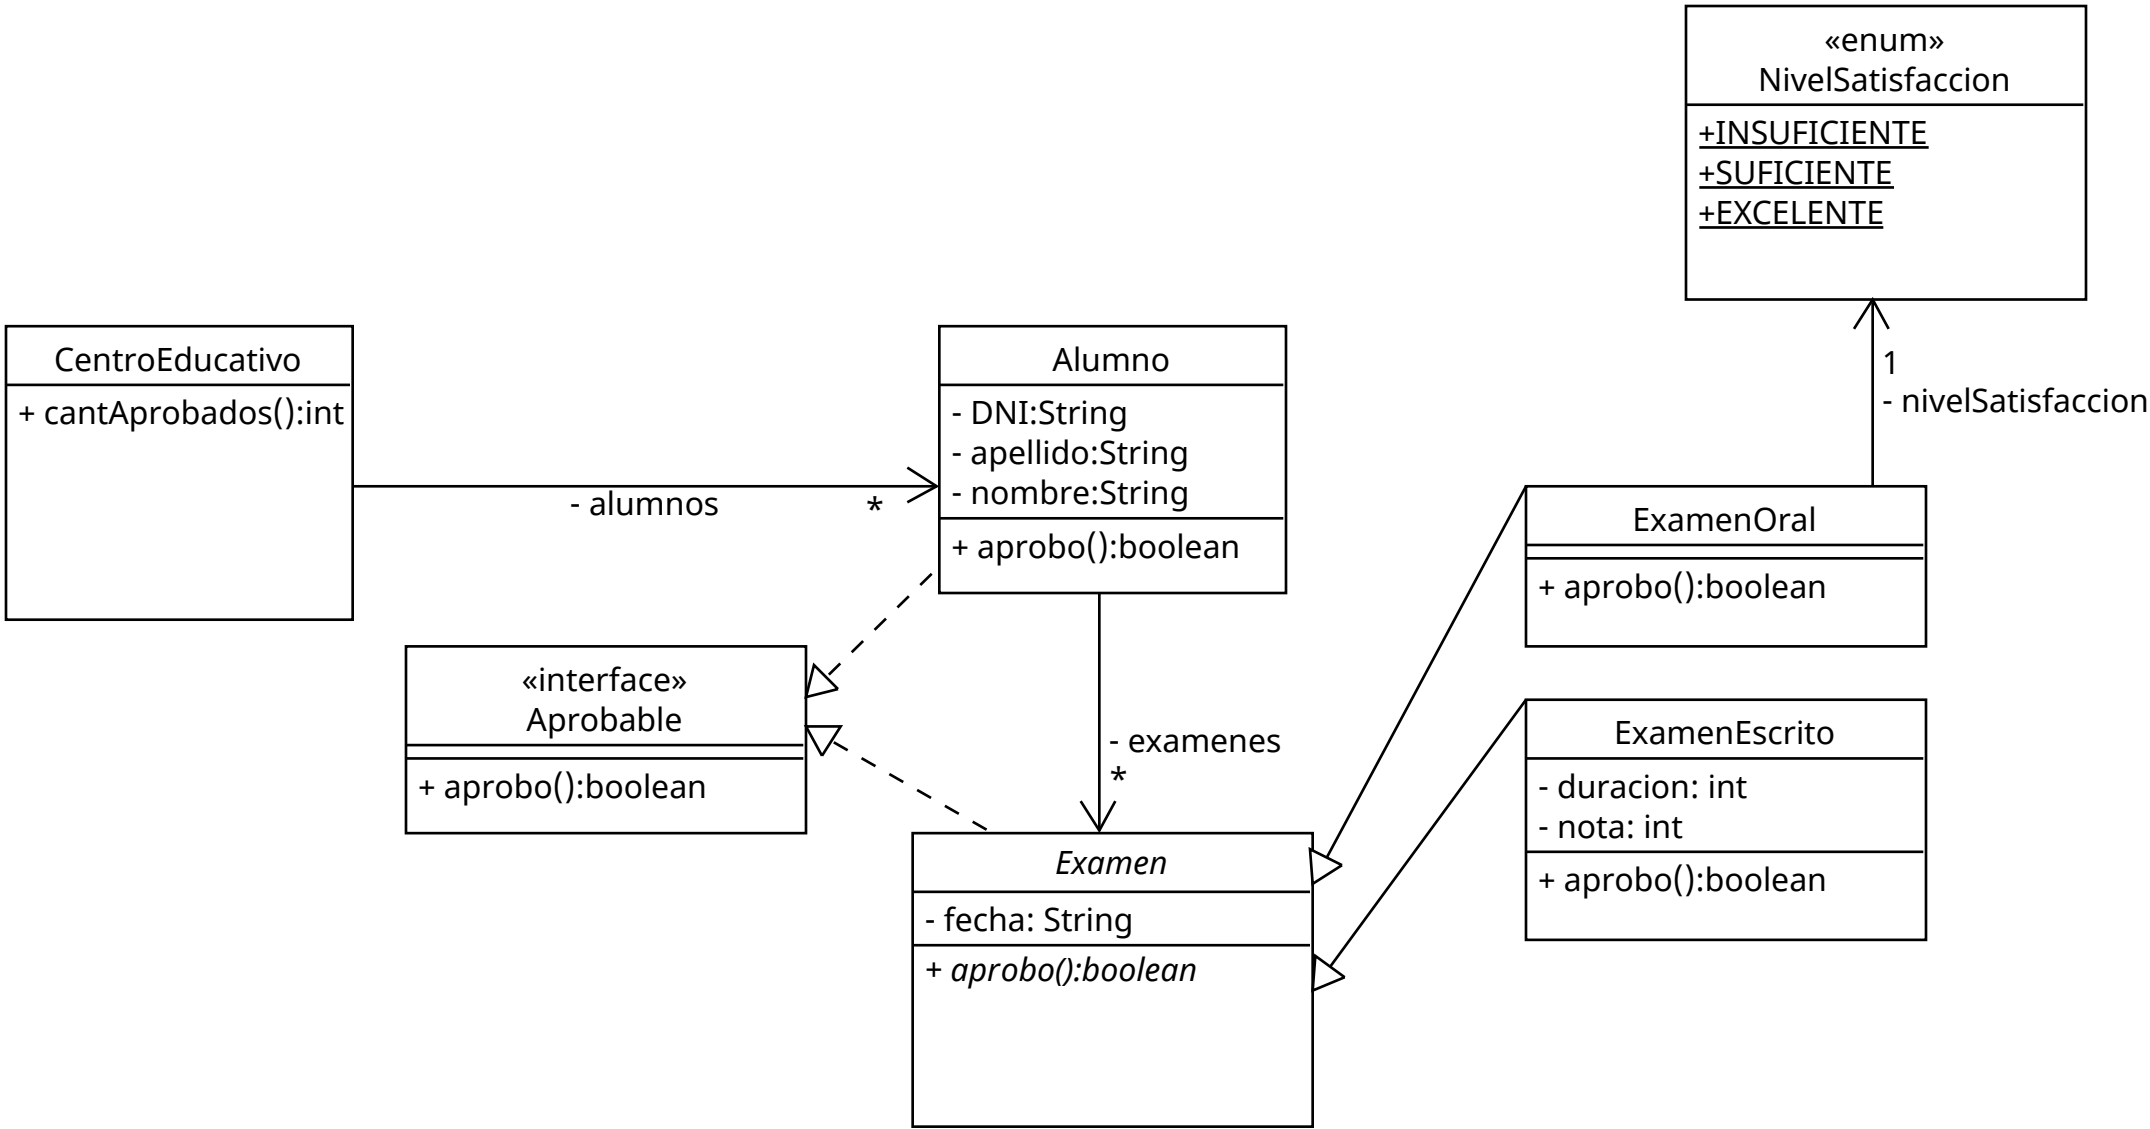 «enum»
NivelSatisfaccion
+INSUFICIENTE
+SUFICIENTE
+EXCELENTE
CentroEducativo
+ cantAprobados():int
- alumnos
*
Alumno
- DNI:String
- apellido:String
- nombre:String
+ aprobo():boolean
1
- nivelSatisfaccion
ExamenOral
+ aprobo():boolean
«interface»
Aprobable
+ aprobo():boolean
- examenes
*
ExamenEscrito
- duracion: int
- nota: int
+ aprobo():boolean
Examen
- fecha: String
+ aprobo():boolean